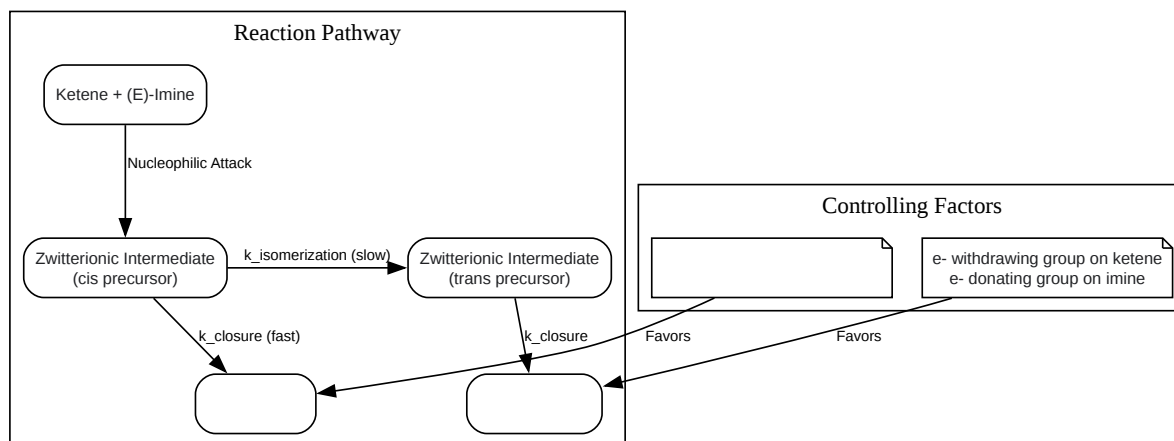 Reaction Pathway
Ketene + (E)-Imine
Nucleophilic Attack
Controlling Factors
Zwitterionic Intermediate
(cis precursor)
k_isomerization (slow)
Zwitterionic Intermediate
(trans precursor)
e- withdrawing group on ketene
e- donating group on imine
k_closure (fast)
k_closure
Favors
Favors